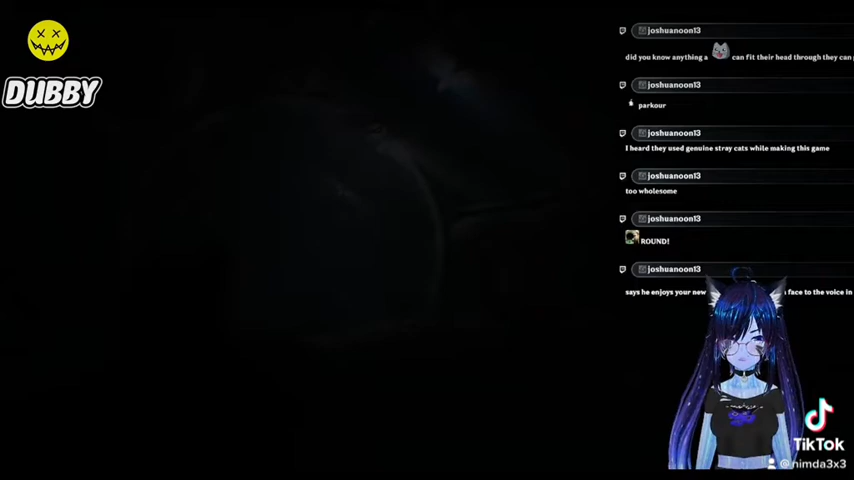 DUBBY
joshuanoon13
did you know anything a can fit their head through they can
joshuanoon13
parkour
joshuanoon13
I heard they used genuine stray cats while making this game
joshuanoon13
too wholesome
joshuanoon13
ROUND!
joshuanoon13
says he enjoys your new face to the voice in
TikTok
@nimda3x3